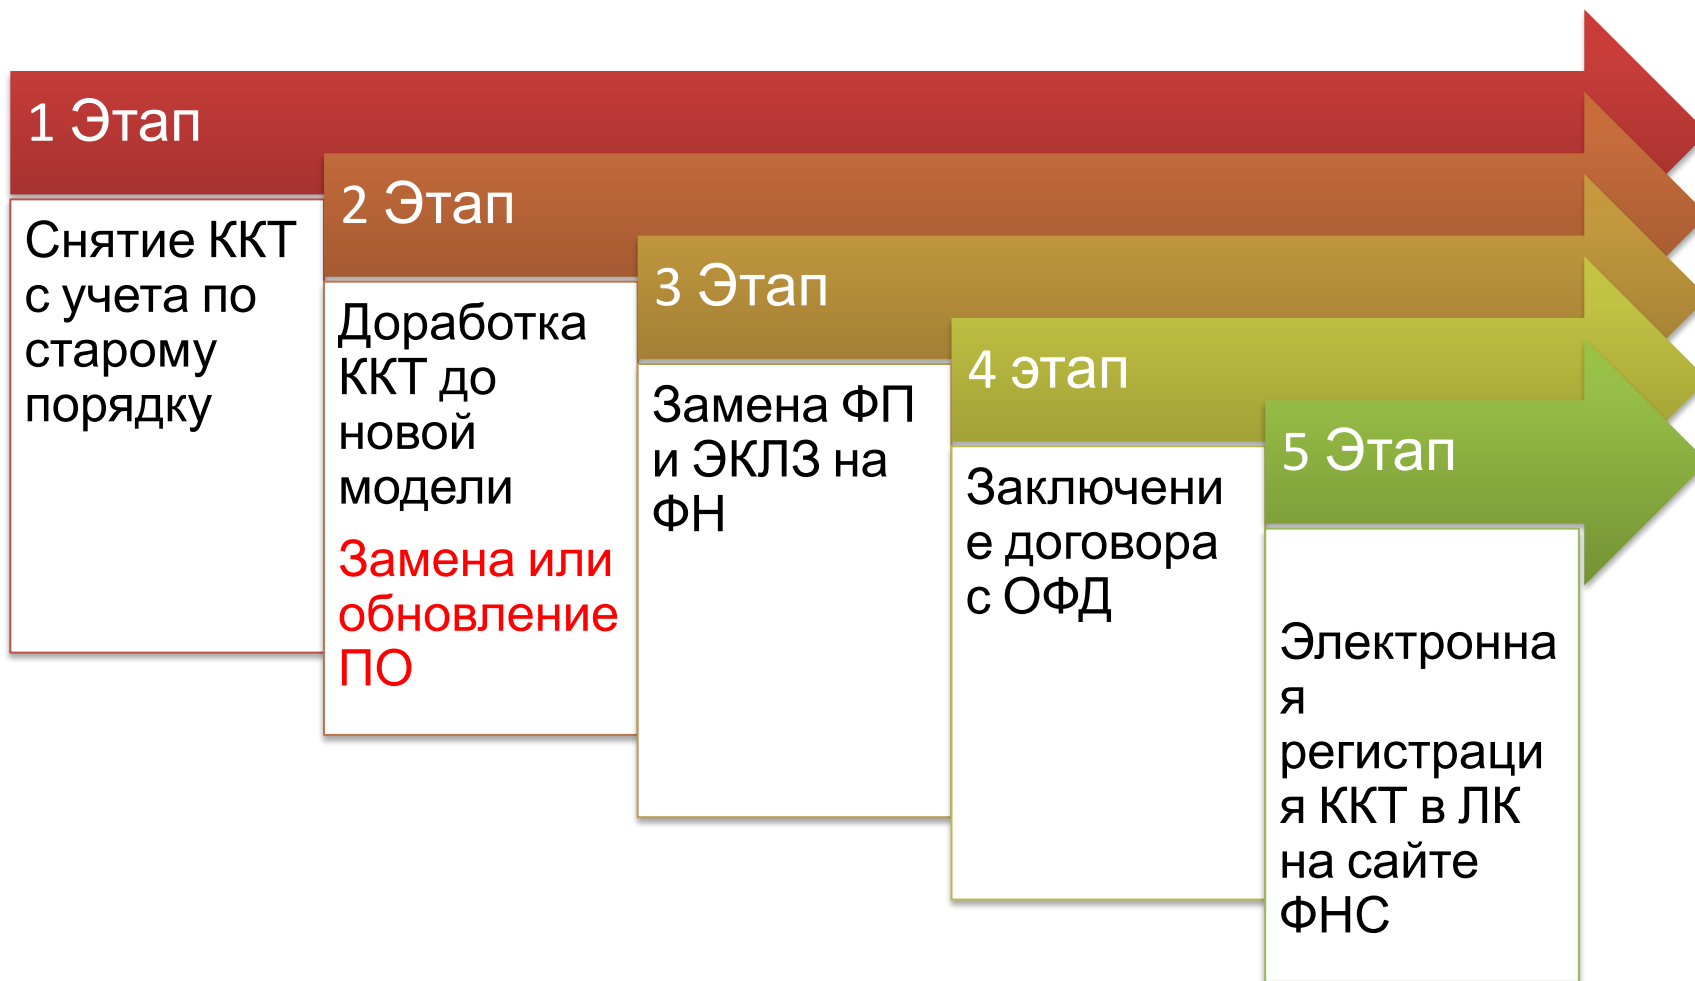 1 Этап
Снятие ККТ
с учета по
старому
порядку
2 Этап
Доработка
ККТ до
новой
модели
Замена или
обновление
ПО
3 Этап
Замена ФП
и ЭКЛЗ на
ФН
4 этап
Заключени
е договора
с ОФД
5 Этап
Электронна
я
регистраци
я ККТ в ЛК
на сайте
ФНС